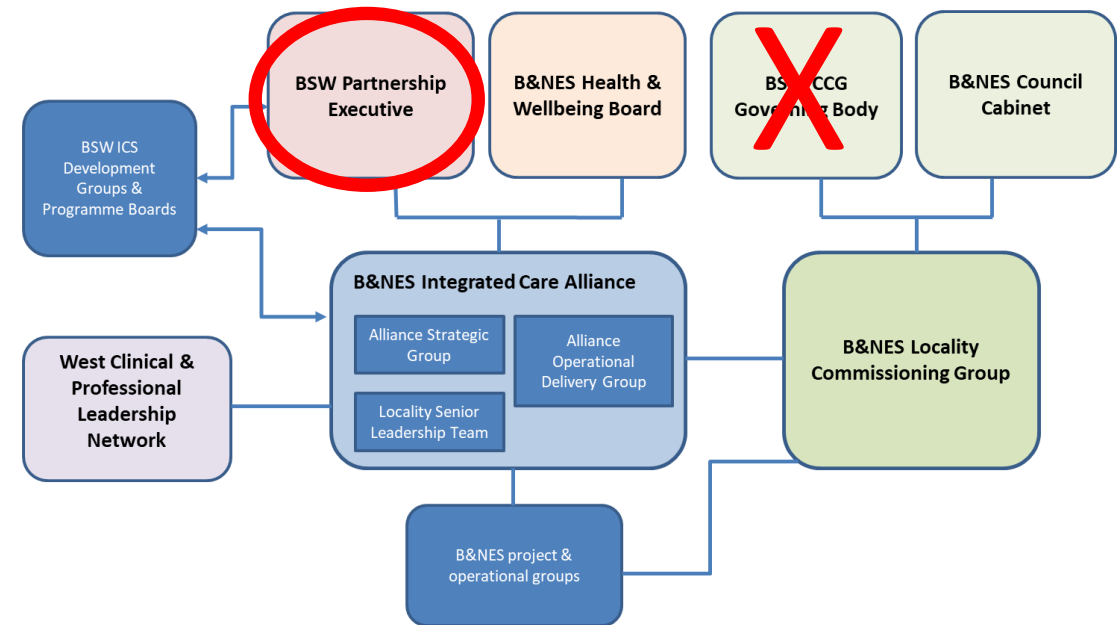 BSW Partnership
Executive
B&NES Health &
Wellbeing Board
BSW CCG
Governing Body
B&NES Council
Cabinet
BSW ICS
Development
Groups &
Programme Boards
B&NES Integrated Care Alliance
Alliance Strategic
Group
Alliance
Operational
Delivery Group
Locality Senior
Leadership Team
West Clinical &
Professional
Leadership
Network
B&NES Locality
Commissioning Group
B&NES project &
operational groups